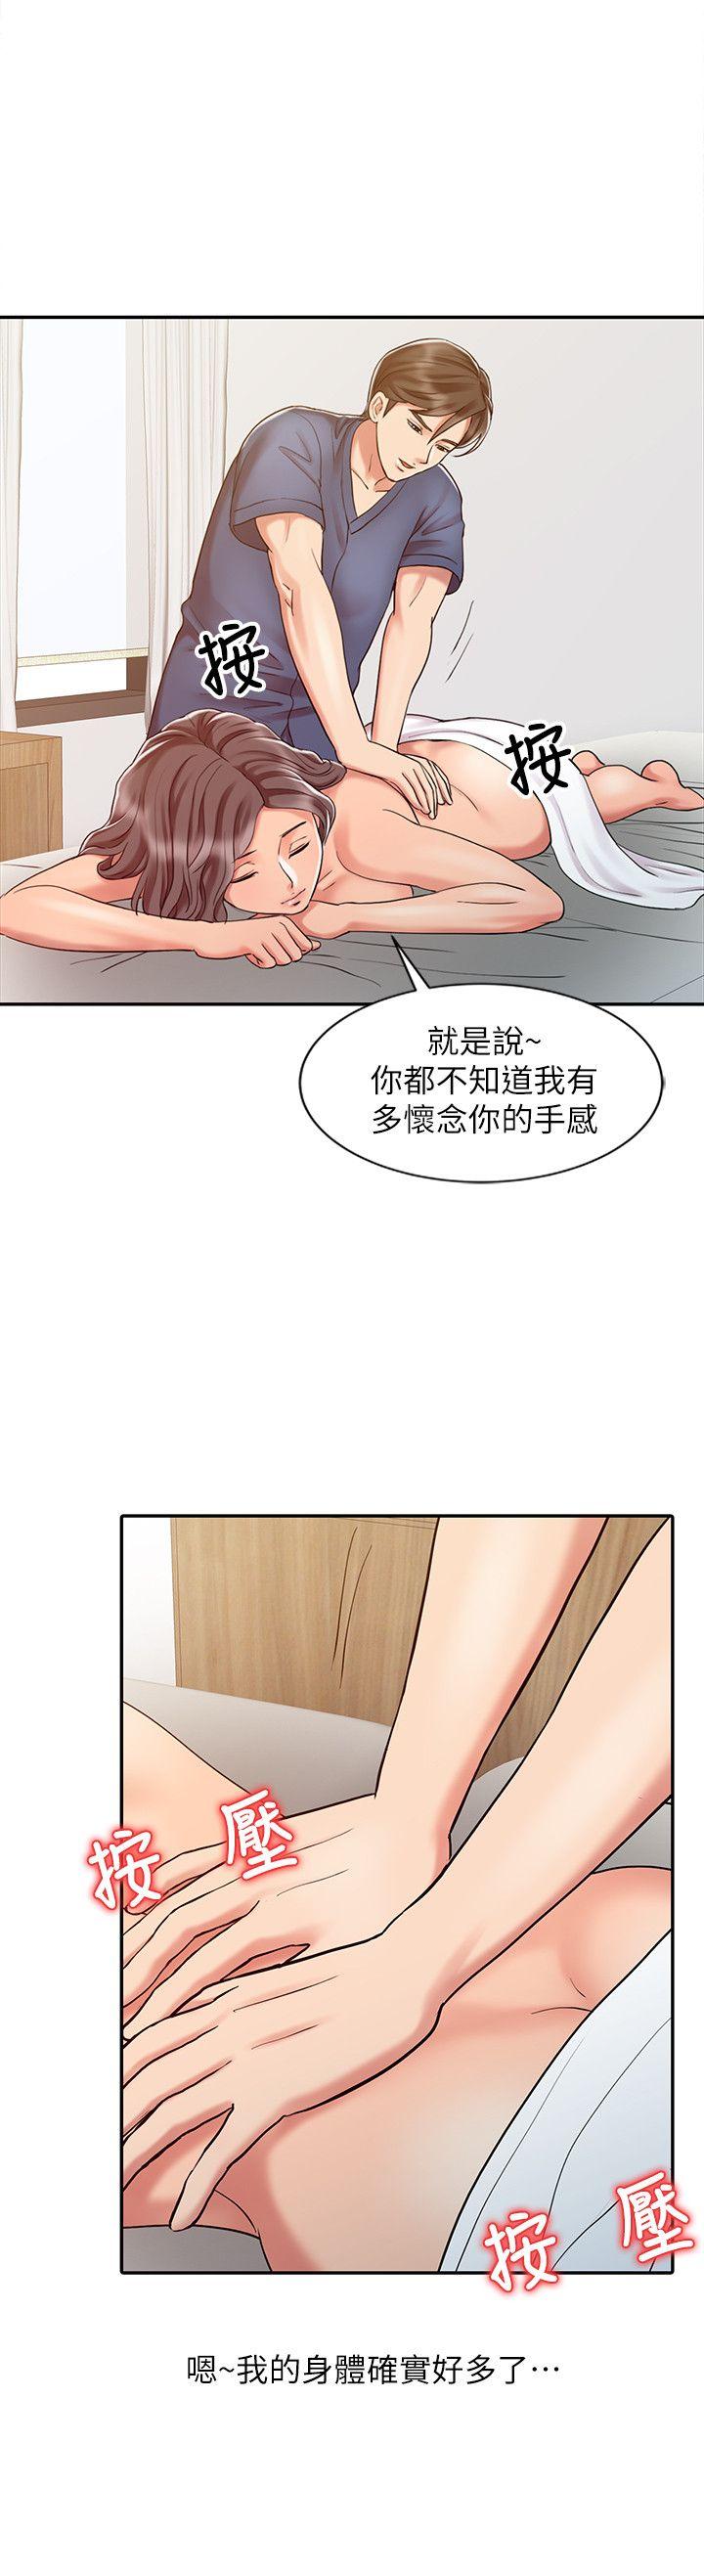 按
按
就是說~
你都不知道我有
多懷念你的手感
按 壓
按 壓
嗯~我的身體確實好多了…